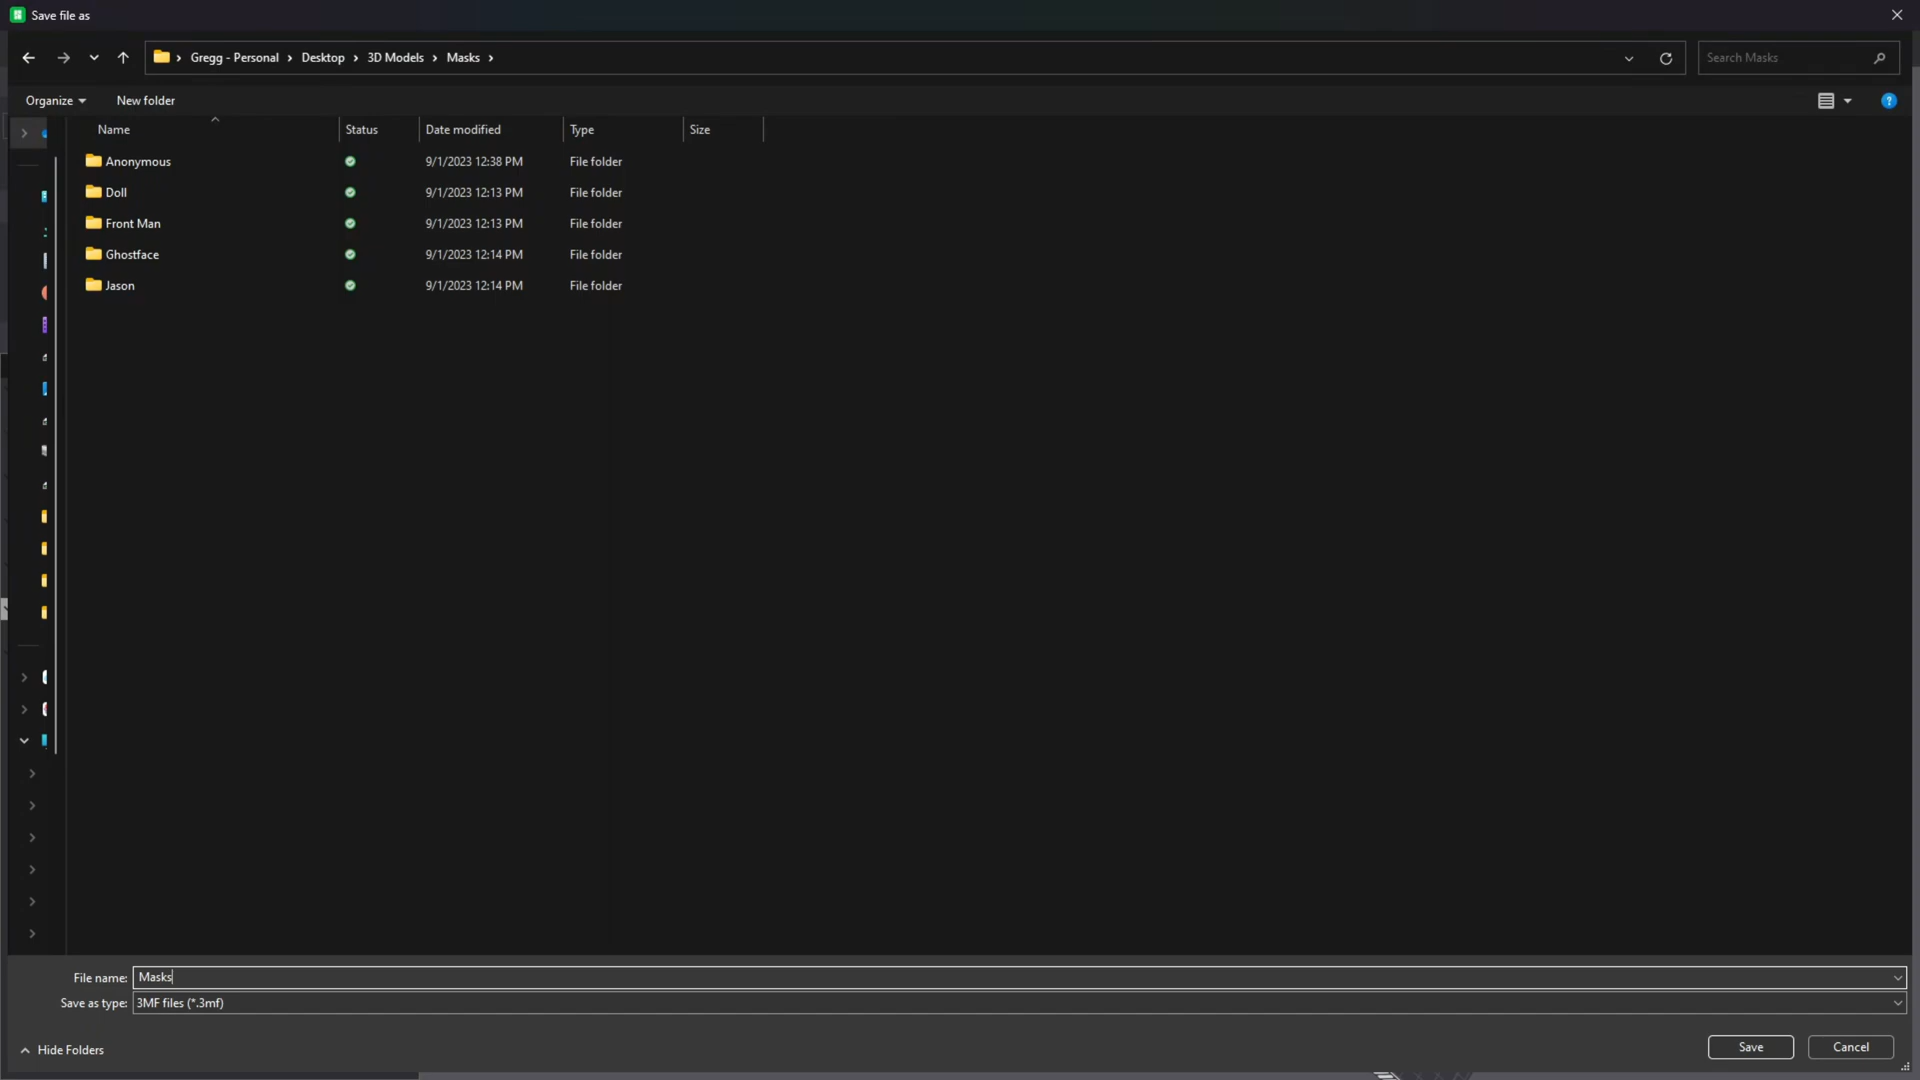 Save file as
Gregg - Personal > Desktop > 3D Models > Masks >
Search Masks
Organize
New folder
Name Status Date modified Type Size
Anonymous 9/1/2023 12:38 PM File folder
Doll 9/1/2023 12:13 PM File folder
Front Man 9/1/2023 12:13 PM File folder
Ghostface 9/1/2023 12:14 PM File folder
Jason 9/1/2023 12:14 PM File folder
File name: Masks
Save as type: 3MF files (*.3mf)
Hide Folders
Save
Cancel